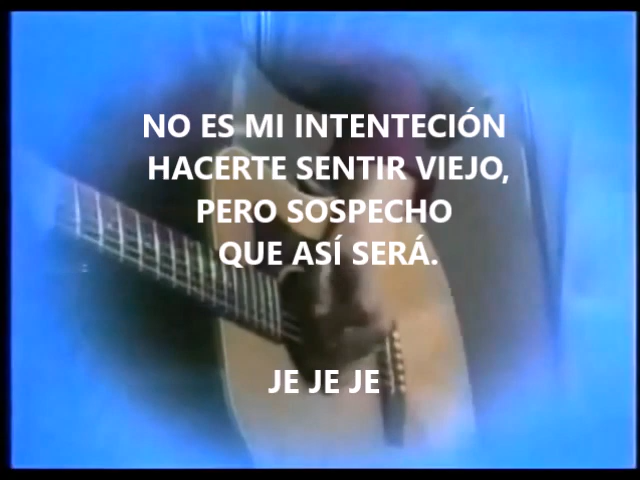 NO ES MI INTENTECIÓN
HACERTE SENTIR VIEJO,
PERO SOSPECHO
QUE ASÍ SERÁ.
JE JE JE